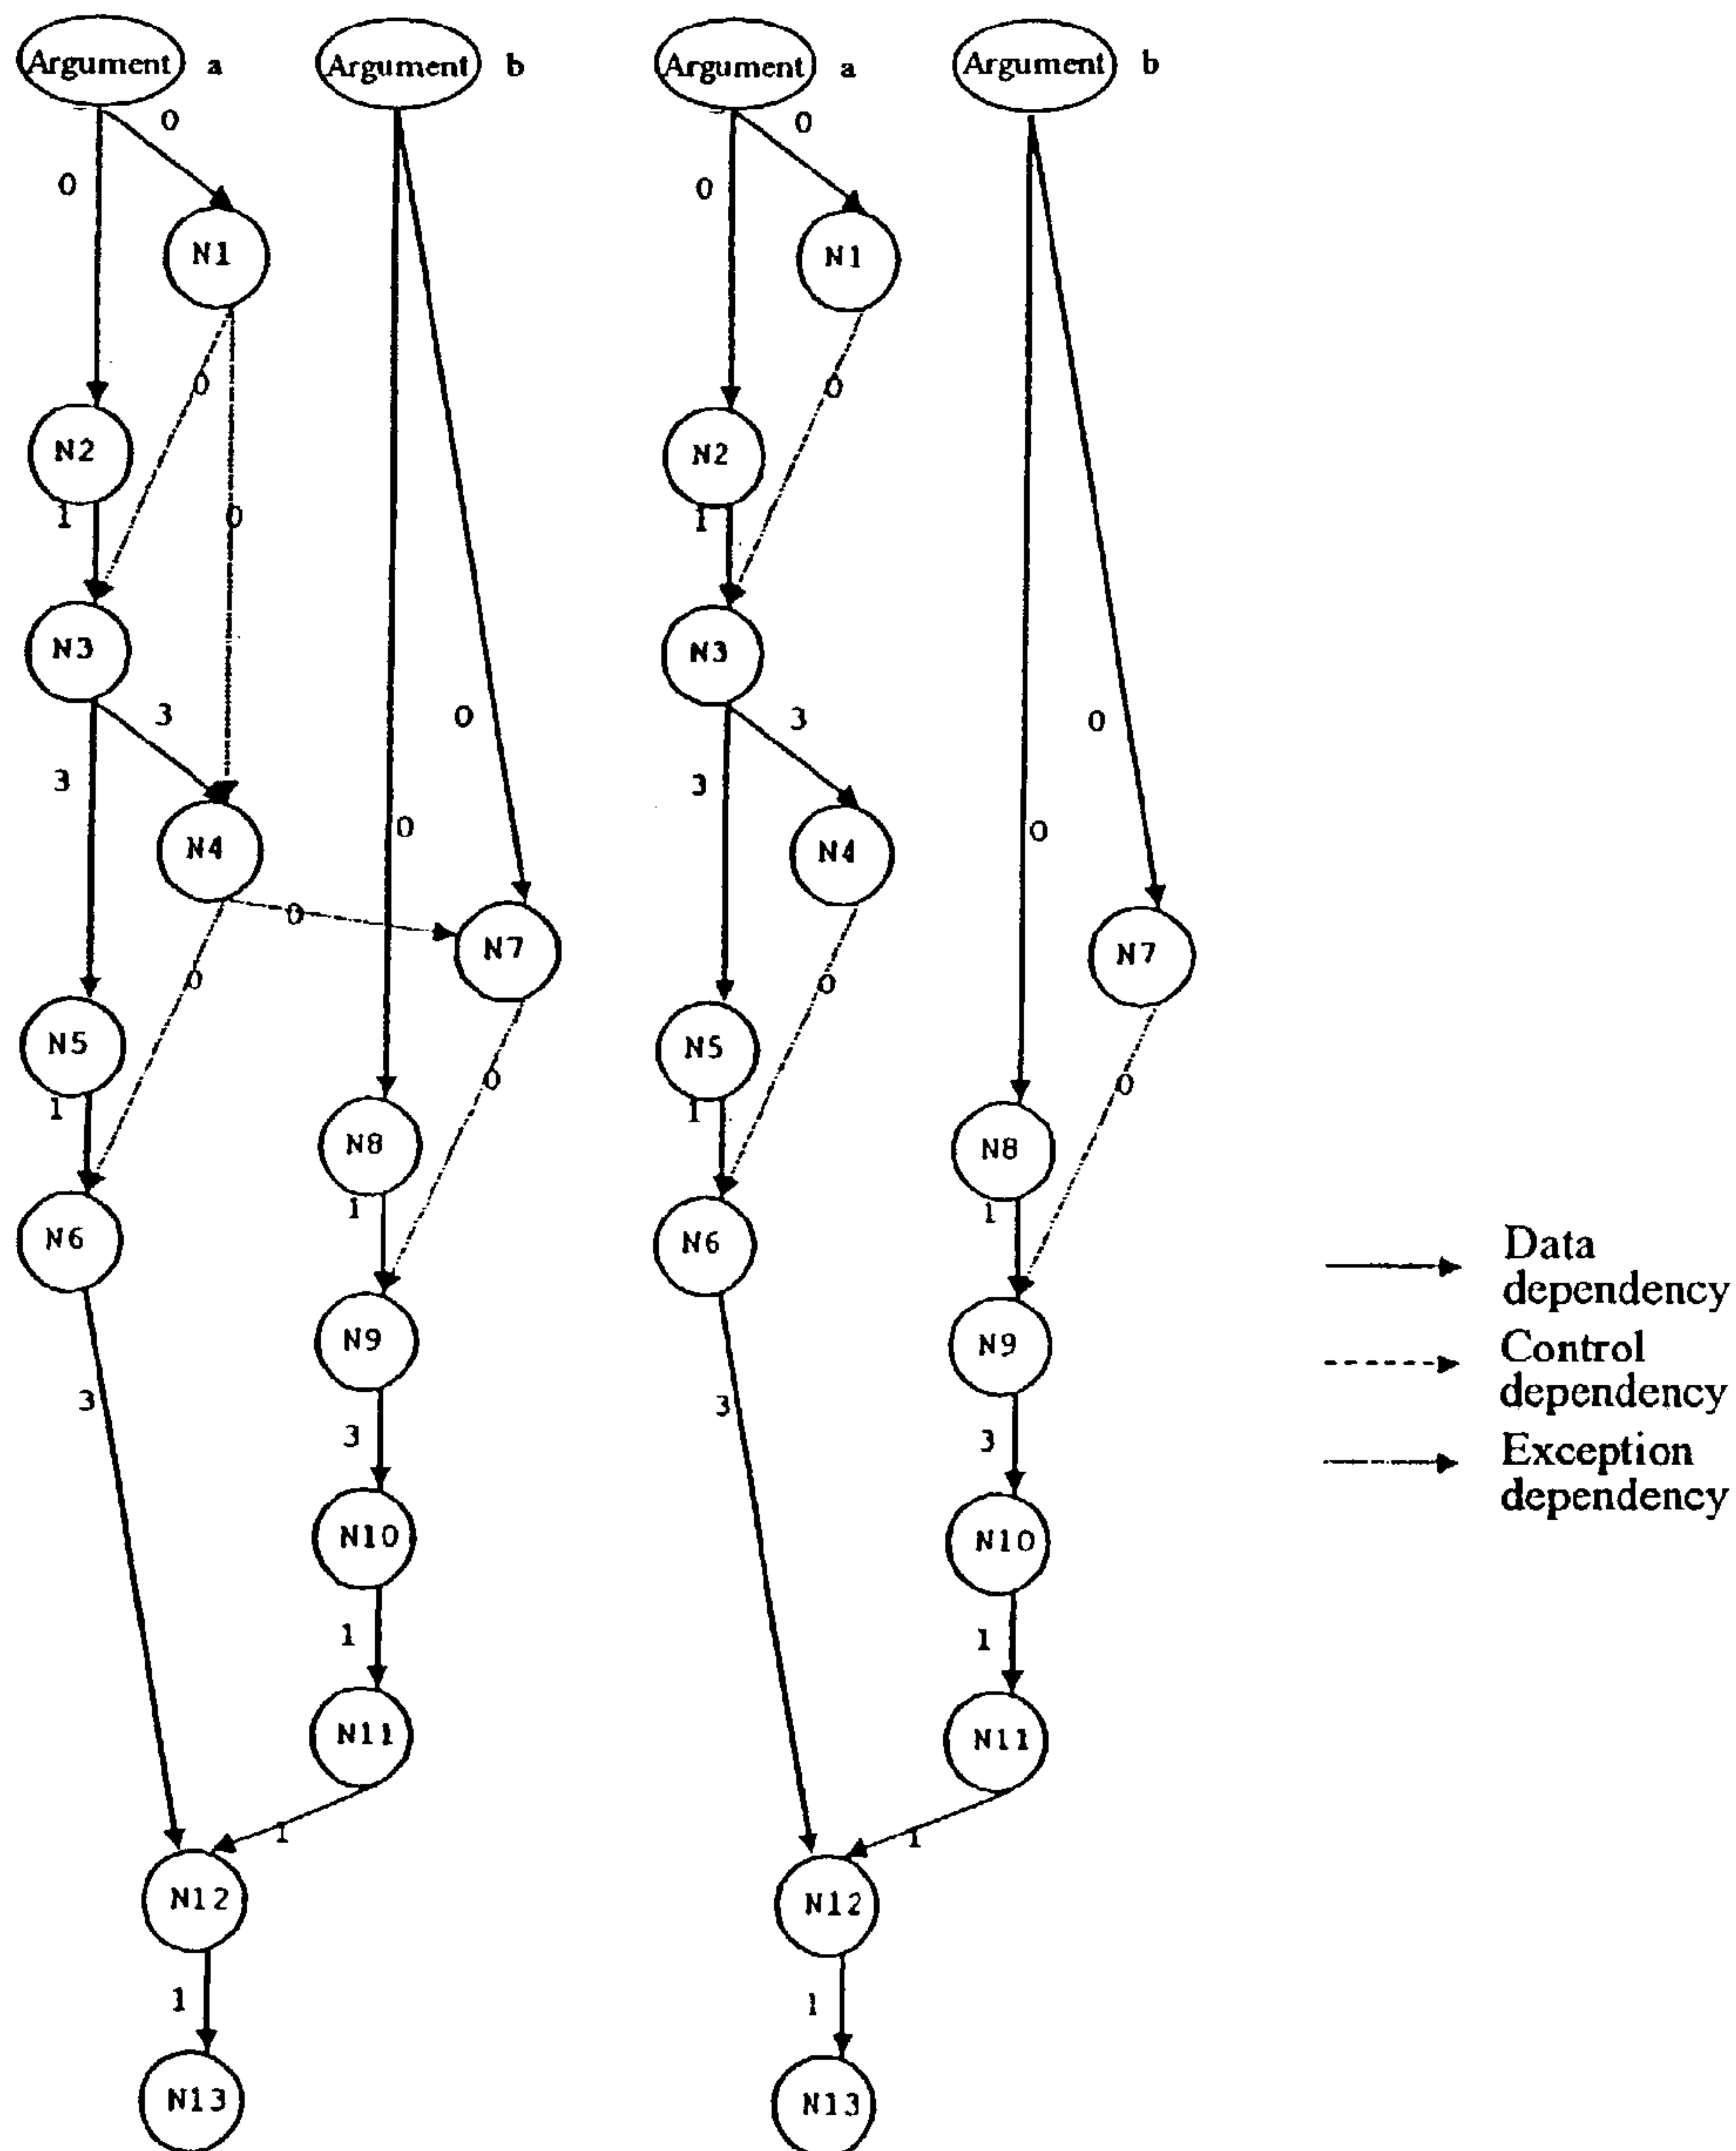 Argument a Argument b Argument a Argument b
0 0
0 0
N1 N1
0 0
N2 N2
1 0 1
N3 N3
3 0 3 0
3 3
N4 0 N4 0
0 N7 N7
0 0
N5 N5
1 0 1 0
N8 N8
1 1
N6 N6
Data
dependency
N9 N9
Control
dependency
3 3
3 3
Exception
dependency
N10 N10
1 1
N11 N11
1 1
N12 N12
1 1
N13 N13